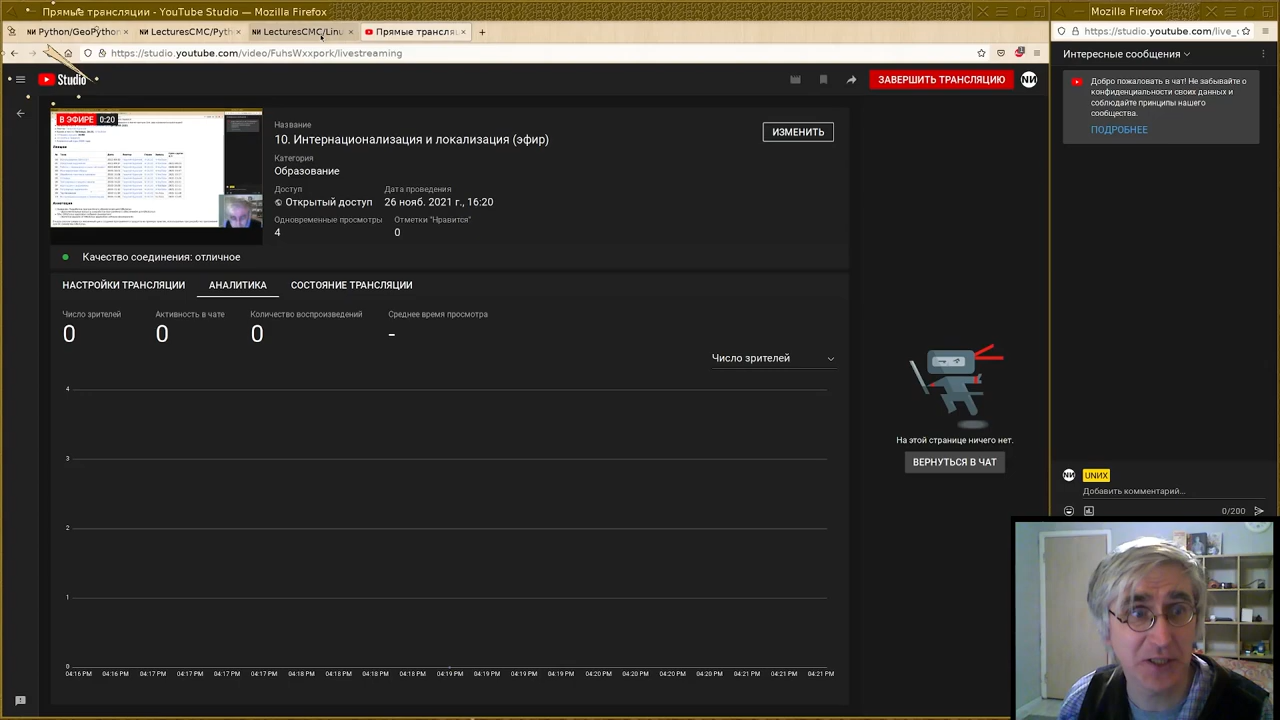 Прямые трансляции - YouTube Studio — Mozilla Firefox
Mozilla Firefox
Python/GeoPython
LecturesCMC/Pyth
LecturesCMC/Linu
Прямые трансляц
https://studio.youtube.com/video/FuhsWxxpork/livestreaming
https://studio.youtube.com/live_c
Studio
ЗАВЕРШИТЬ ТРАНСЛЯЦИЮ
NИ
Интересные сообщения
Добро пожаловать в чат! Не забывайте о
конфиденциальности своих данных и
соблюдайте принципы нашего
сообщества.
ПОДРОБНЕЕ
В ЭФИРЕ 0:20
Название
10. Интернационализация и локализ (эфир)
ИЗМЕНИТЬ
Категория
Образование
Доступ
Дата проведения
Открытый доступ
26 нояб. 2021 г., 16:2
Одновременные просмотры
Отметки "Нравится"
4
0
Качество соединения: отличное
НАСТРОЙКИ ТРАНСЛЯЦИИ
АНАЛИТИКА
СОСТОЯНИЕ ТРАНСЛЯЦИИ
Число зрителей
Активность в чате
Количество воспроизведений
Среднее время просмотра
0
0
0
-
Число зрителей
4
3
2
1
0
04:16 PM 04:16 PM 04:17 PM 04:17 PM 04:17 PM 04:18 PM 04:18 PM 04:18 PM 04:18 PM 04:19 PM 04:19 PM 04:19 PM 04:19 PM 04:20 PM 04:20 PM 04:20 PM 04:20 PM 04:21 PM 04:21 PM 04:21 PM
На этой странице ничего нет.
ВЕРНУТЬСЯ В ЧАТ
NИ
UNИX
Добавить комментарий...
0/200